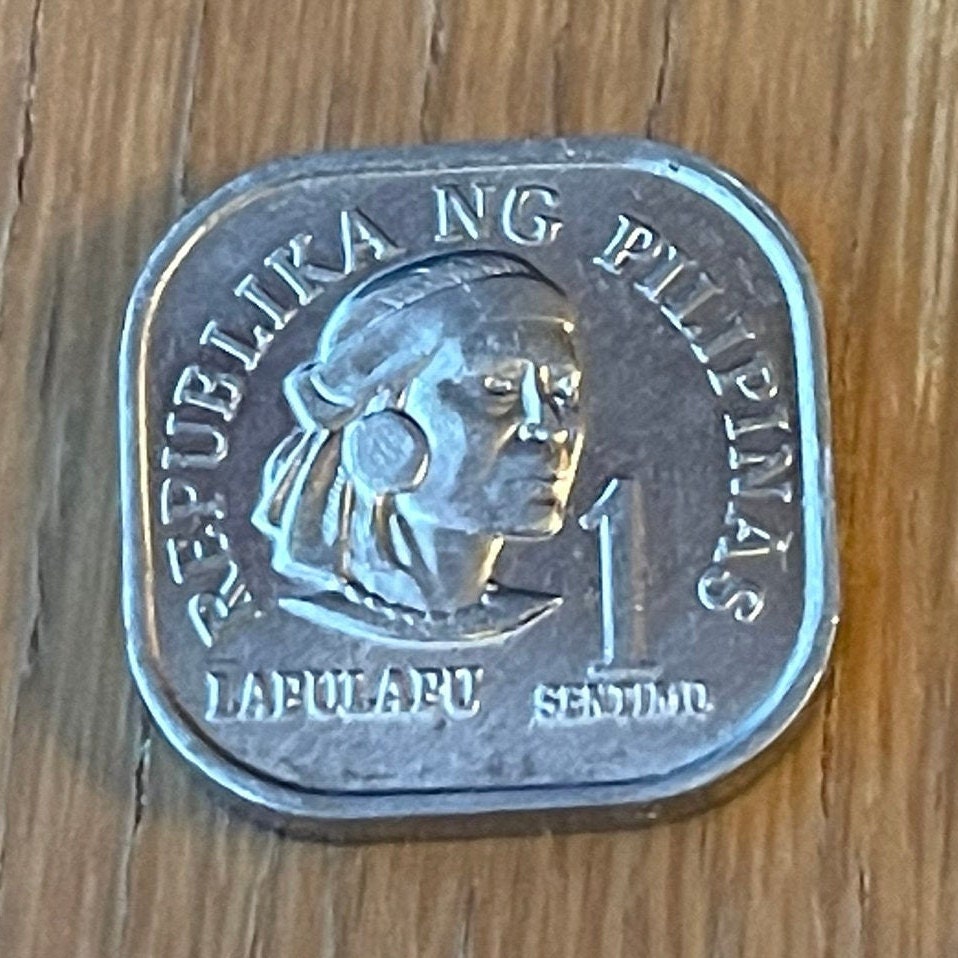 REPUBLIKA NG PILIPINAS
LAPULAPU
1
SENTIMO